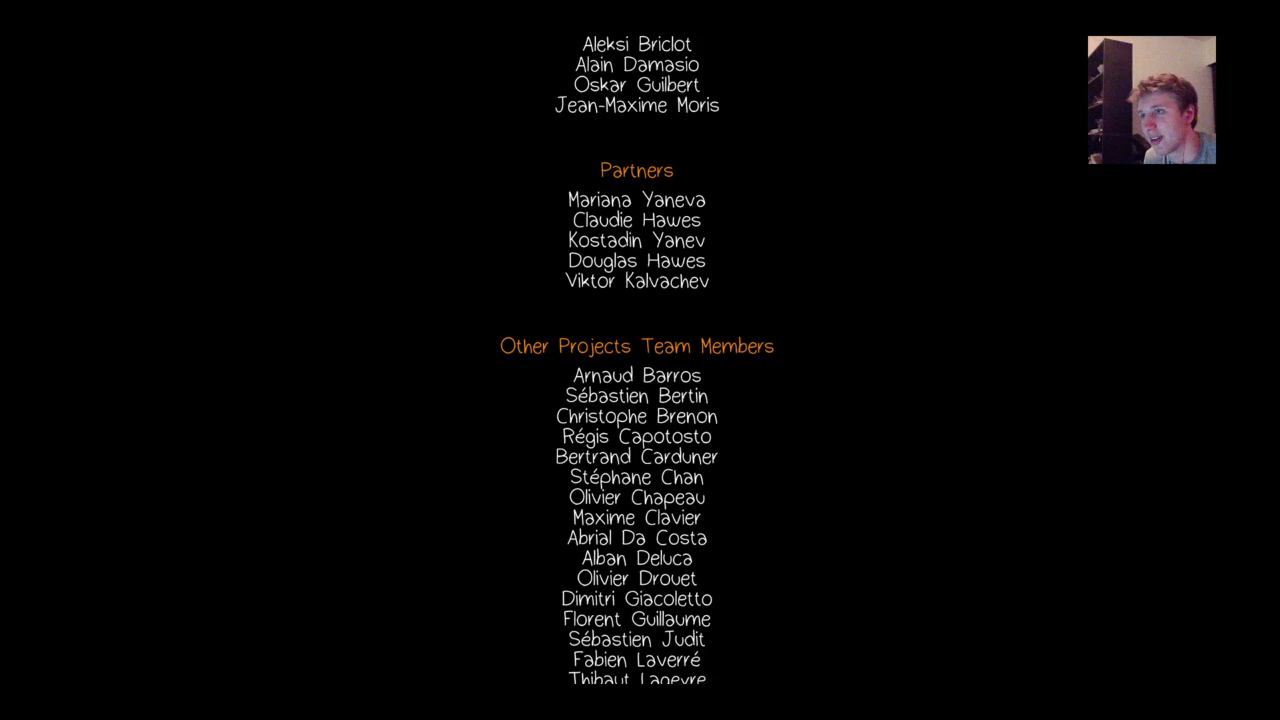 Aleksi Briclot
Alain Damasio
Oskar Guilbert
Jean-Maxime Moris
Partners
Mariana Yaneva
Claudie Hawes
Kostadin Yanev
Douglas Hawes
Viktor Kalvachev
Other Projects Team Members
Arnaud Barros
Sébastien Bertin
Christophe Brenon
Régis Capotosto
Bertrand Carduner
Stéphane Chan
Olivier Chapeau
Maxime Clavier
Abrial Da Costa
Alban Deluca
Olivier Drouet
Dimitri Giacoletto
Florent Guillaume
Sébastien Judit
Fabien Laverré
Thibaut